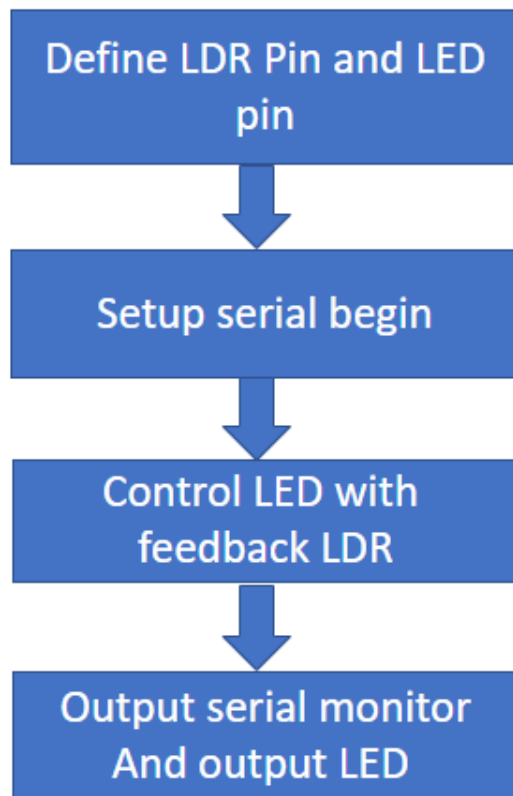 Define LDR Pin and LED
pin
Setup serial begin
Control LED with
feedback LDR
Output serial monitor
And output LED